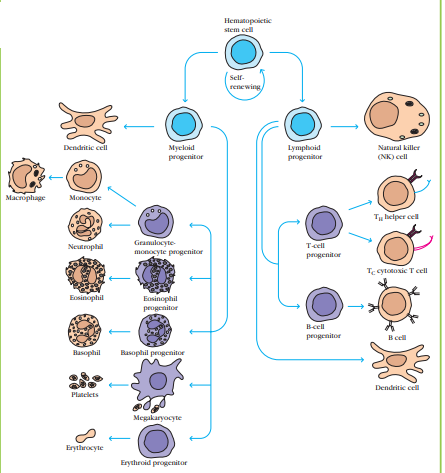 Hematopoietic
stem cell
Self-
renewing
Dendritic cell
Myeloid
progenitor
Lymphoid
progenitor
Natural killer
(NK) cell
Macrophage
Monocyte
TH helper cell
Neutrophil
Granulocyte-
monocyte progenitor
T-cell
progenitor
TC cytotoxic T cell
Eosinophil
Eosinophil
progenitor
B-cell
progenitor
B cell
Basophil
Basophil progenitor
Dendritic cell
Platelets
Megakaryocyte
Erythrocyte
Erythroid progenitor